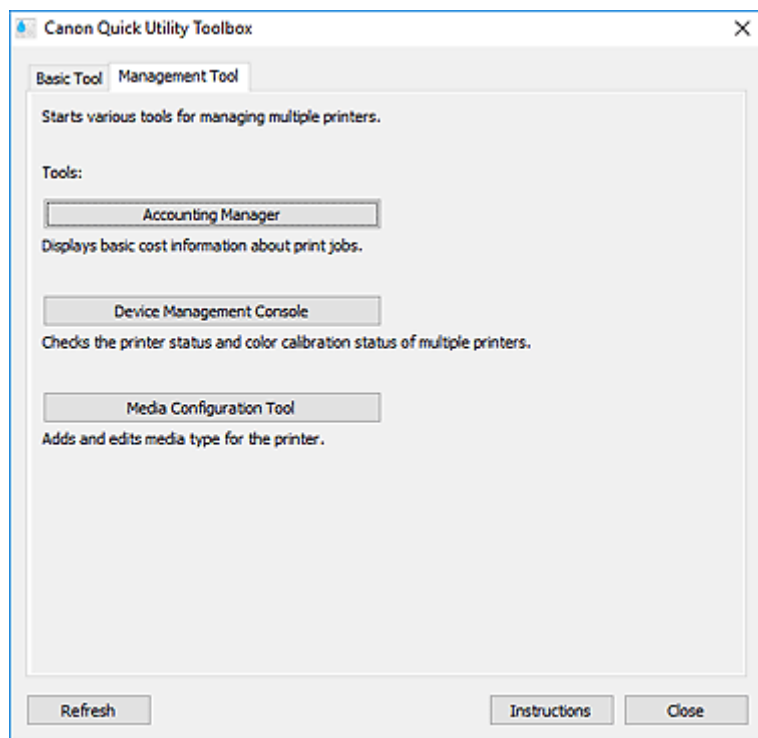 Canon Quick Utility Toolbox
Basic Tool Management Tool
Starts various tools for managing multiple printers.
Tools:
Accounting Manager
Displays basic cost information about print jobs.
Device Management Console
Checks the printer status and color calibration status of multiple printers.
Media Configuration Tool
Adds and edits media type for the printer.
Refresh Instructions Close